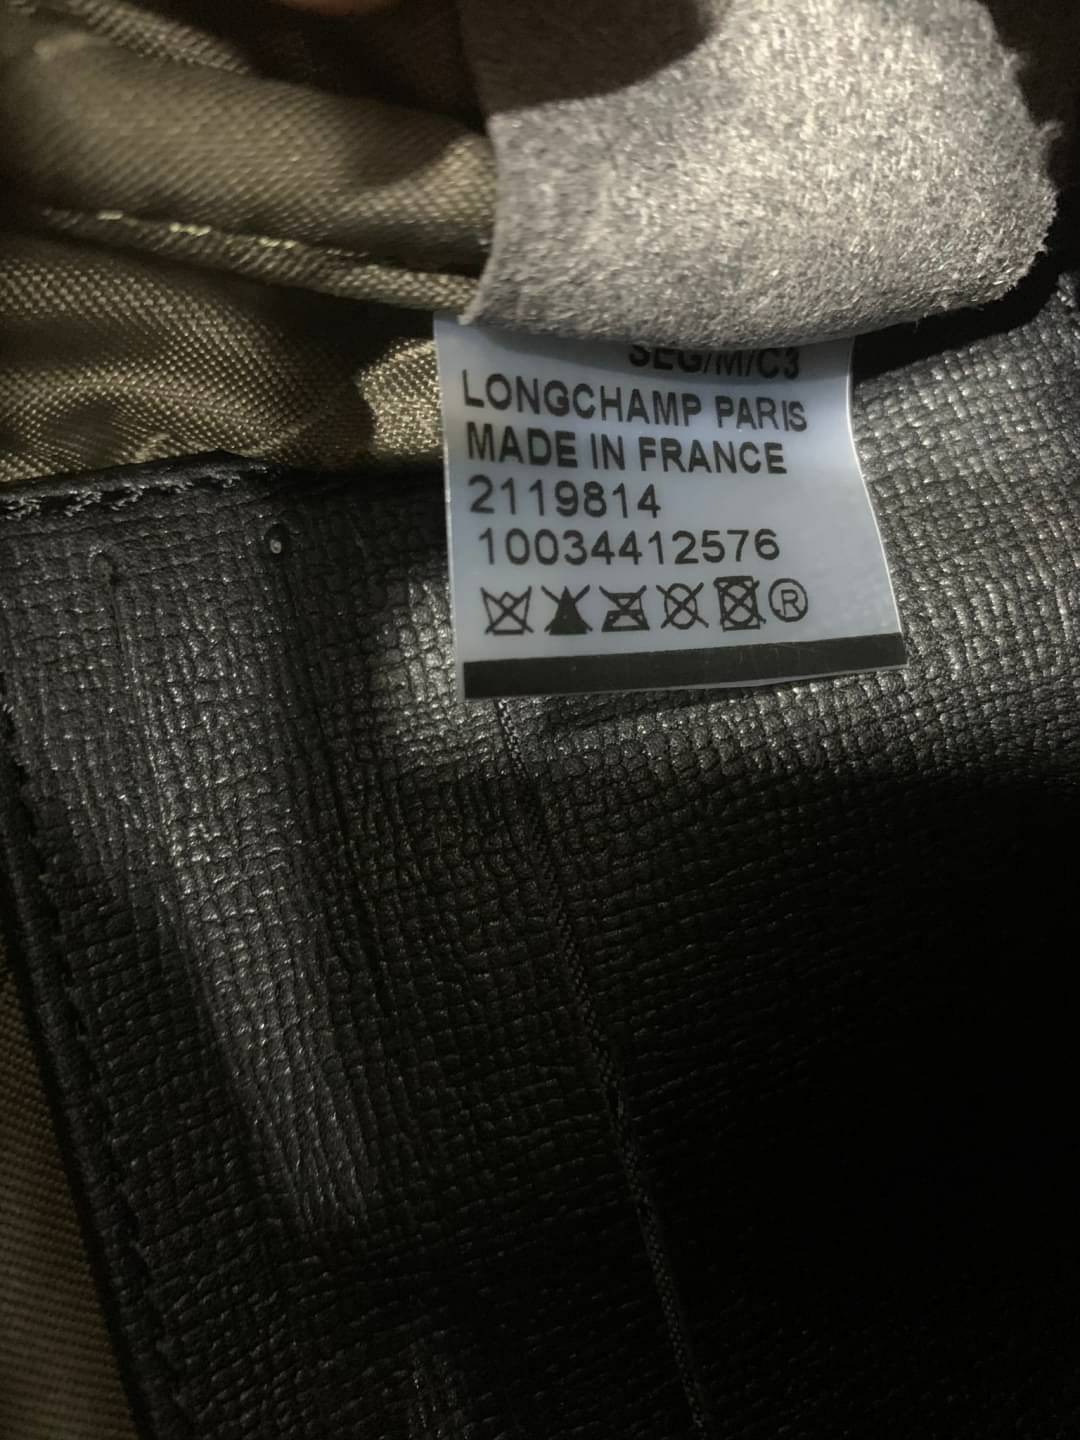 SEG/M/C3
LONGCHAMP PARIS
MADE IN FRANCE
2119814
10034412576
®